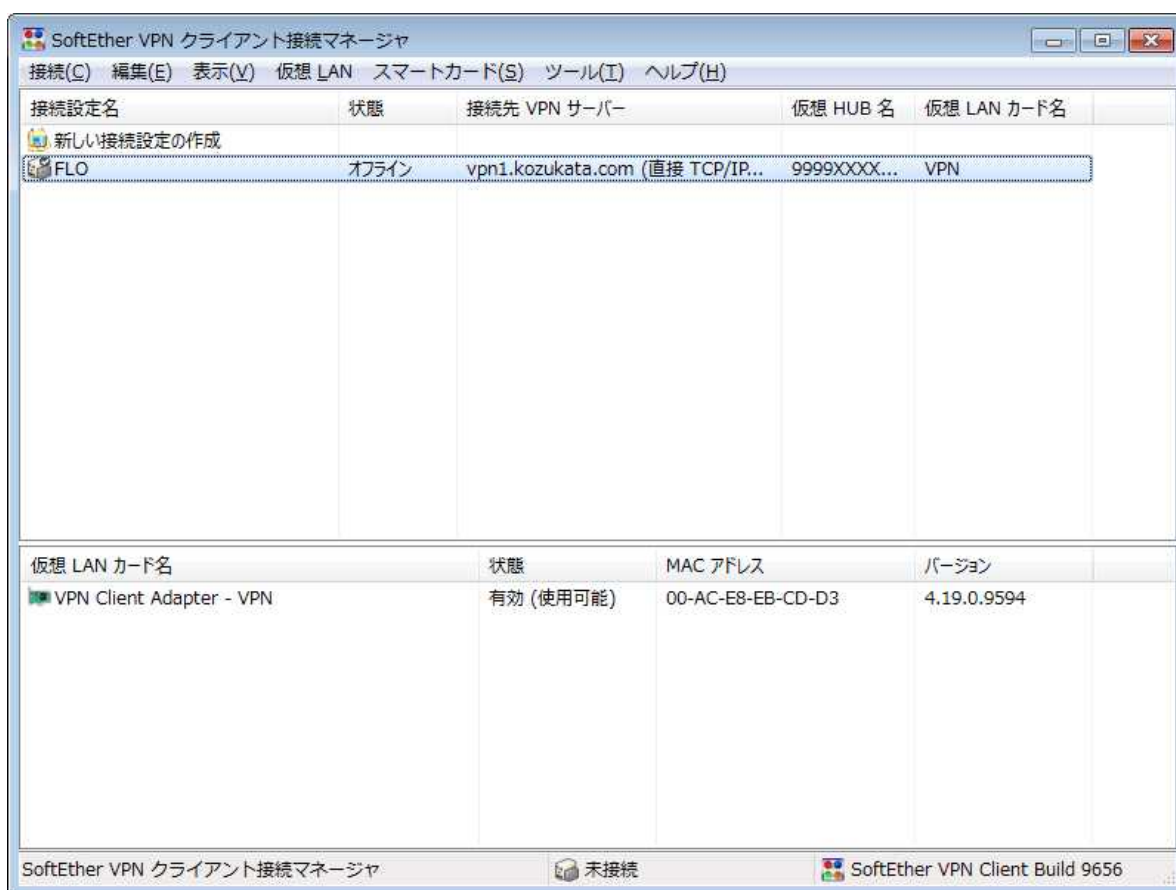 SoftEther VPN クライアント接続マネージャ
接続(C) 編集(E) 表示(V) 仮想 LAN スマートカード(S) ツール(T) ヘルプ(H)
接続設定名 状態 接続先 VPN サーバー 仮想 HUB 名 仮想 LAN カード名
新しい接続設定の作成
FLO オフライン vpn1.kozukata.com (直接 TCP/IP... 9999XXXX... VPN
仮想 LAN カード名 状態 MAC アドレス バージョン
VPN Client Adapter - VPN 有効 (使用可能) 00-AC-E8-EB-CD-D3 4.19.0.9594
SoftEther VPN クライアント接続マネージャ 未接続 SoftEther VPN Client Build 9656